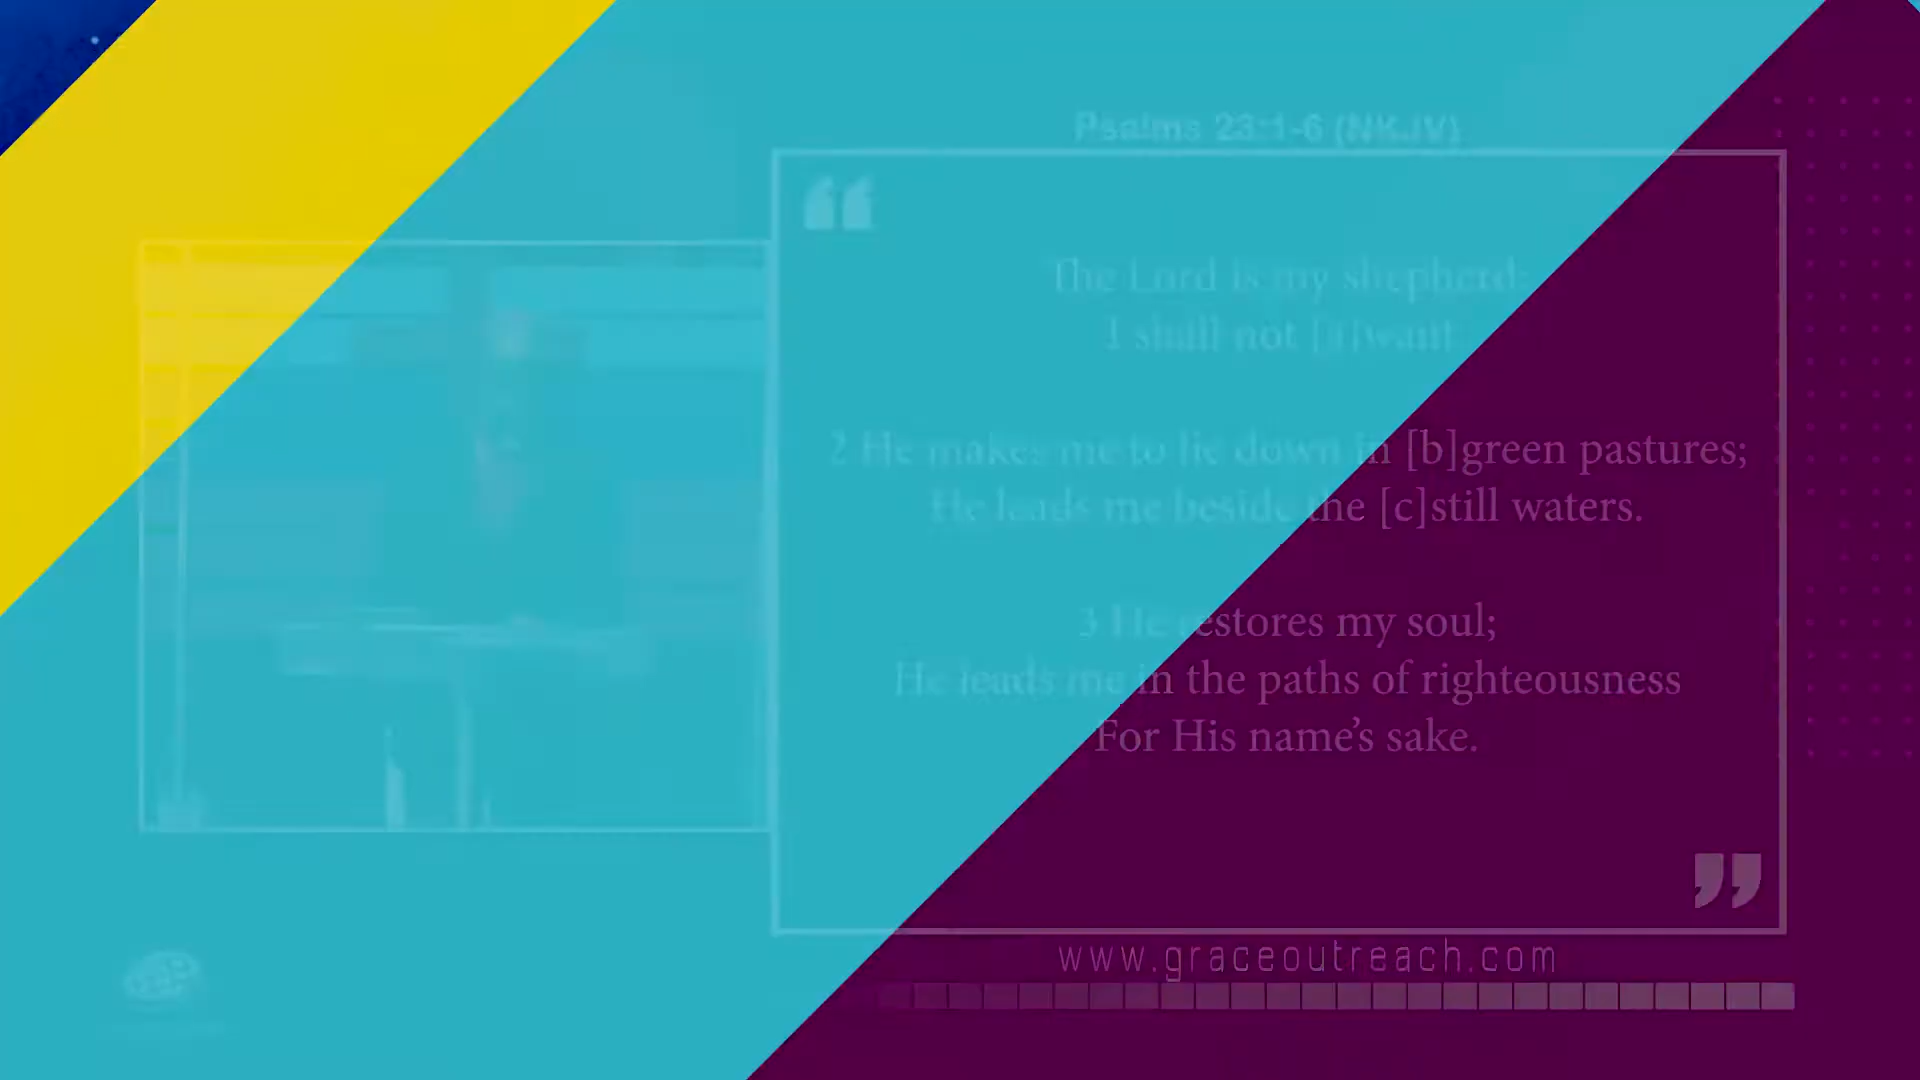 Psalms 23:1-6 (NKJV)
The Lord is my shepherd;
I shall not [a]want.
2 He makes me to lie down in [b]green pastures;
He leads me beside the [c]still waters.
3 He restores my soul;
He leads me in the paths of righteousness
For His name's sake.
www.graceoutreach.com